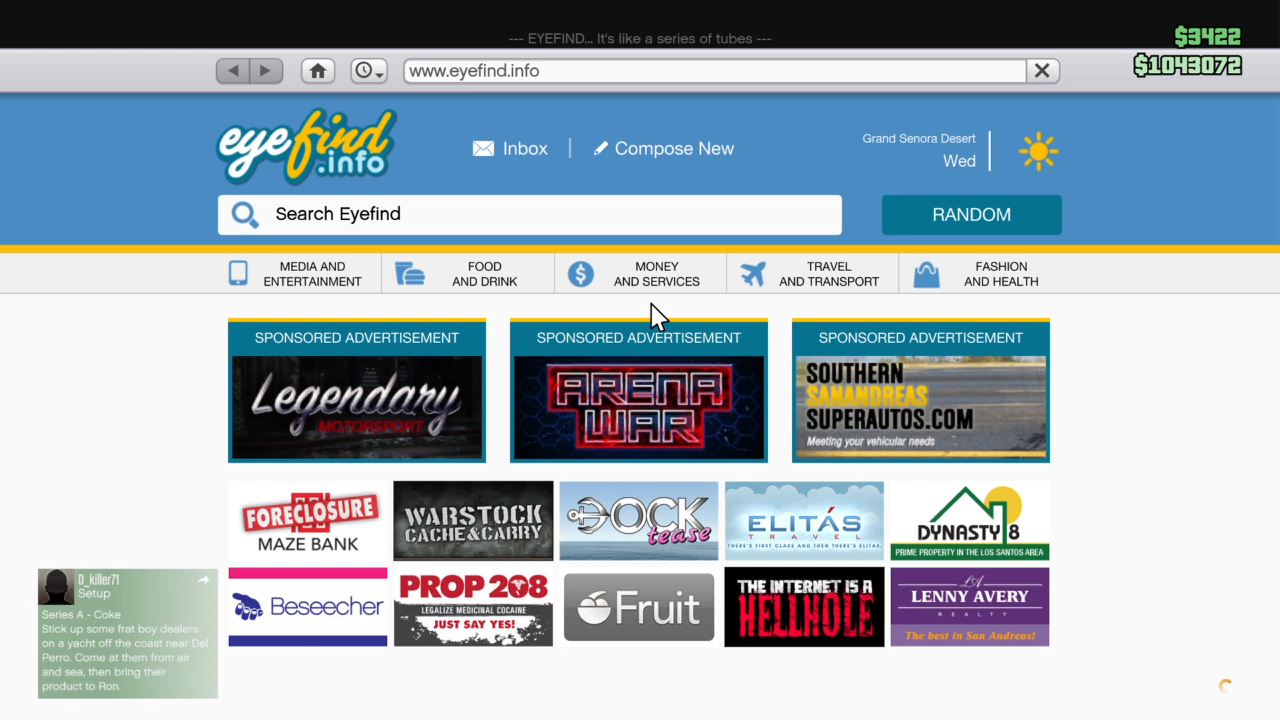 --- EYEFIND... It's like a series of tubes ---
$3422
$1043072
www.eyefind.info
eyefind
.info
Inbox
Compose New
Grand Senora Desert
Wed
Search Eyefind
RANDOM
MEDIA AND
ENTERTAINMENT
FOOD
AND DRINK
MONEY
AND SERVICES
TRAVEL
AND TRANSPORT
FASHION
AND HEALTH
SPONSORED ADVERTISEMENT
Legendary
MOTORSPORT
SPONSORED ADVERTISEMENT
ARENA
WAR
SPONSORED ADVERTISEMENT
SOUTHERN
SANANDREAS
SUPERAUTOS.COM
Meeting your vehicular needs
FORECLOSURE
MAZE BANK
WARSTOCK
CACHE&CARRY
DOCK
tease
ELITÁS
TRAVEL
THERE'S FIRST CLASS AND THEN THERE'S ELITAS.
DYNASTY 8
PRIME PROPERTY IN THE LOS SANTOS AREA
Beseecher
PROP 208
LEGALIZE MEDICINAL COCAINE
JUST SAY YES!
Fruit
THE INTERNET IS A
HELLHOLE
LA
LENNY AVERY
REALTY
The best in San Andreas!
D_killer71
Setup
Series A - Coke
Stick up some frat boy dealers
on a yacht off the coast near Del
Perro. Come at them from air
and sea, then bring their
product to Ron.